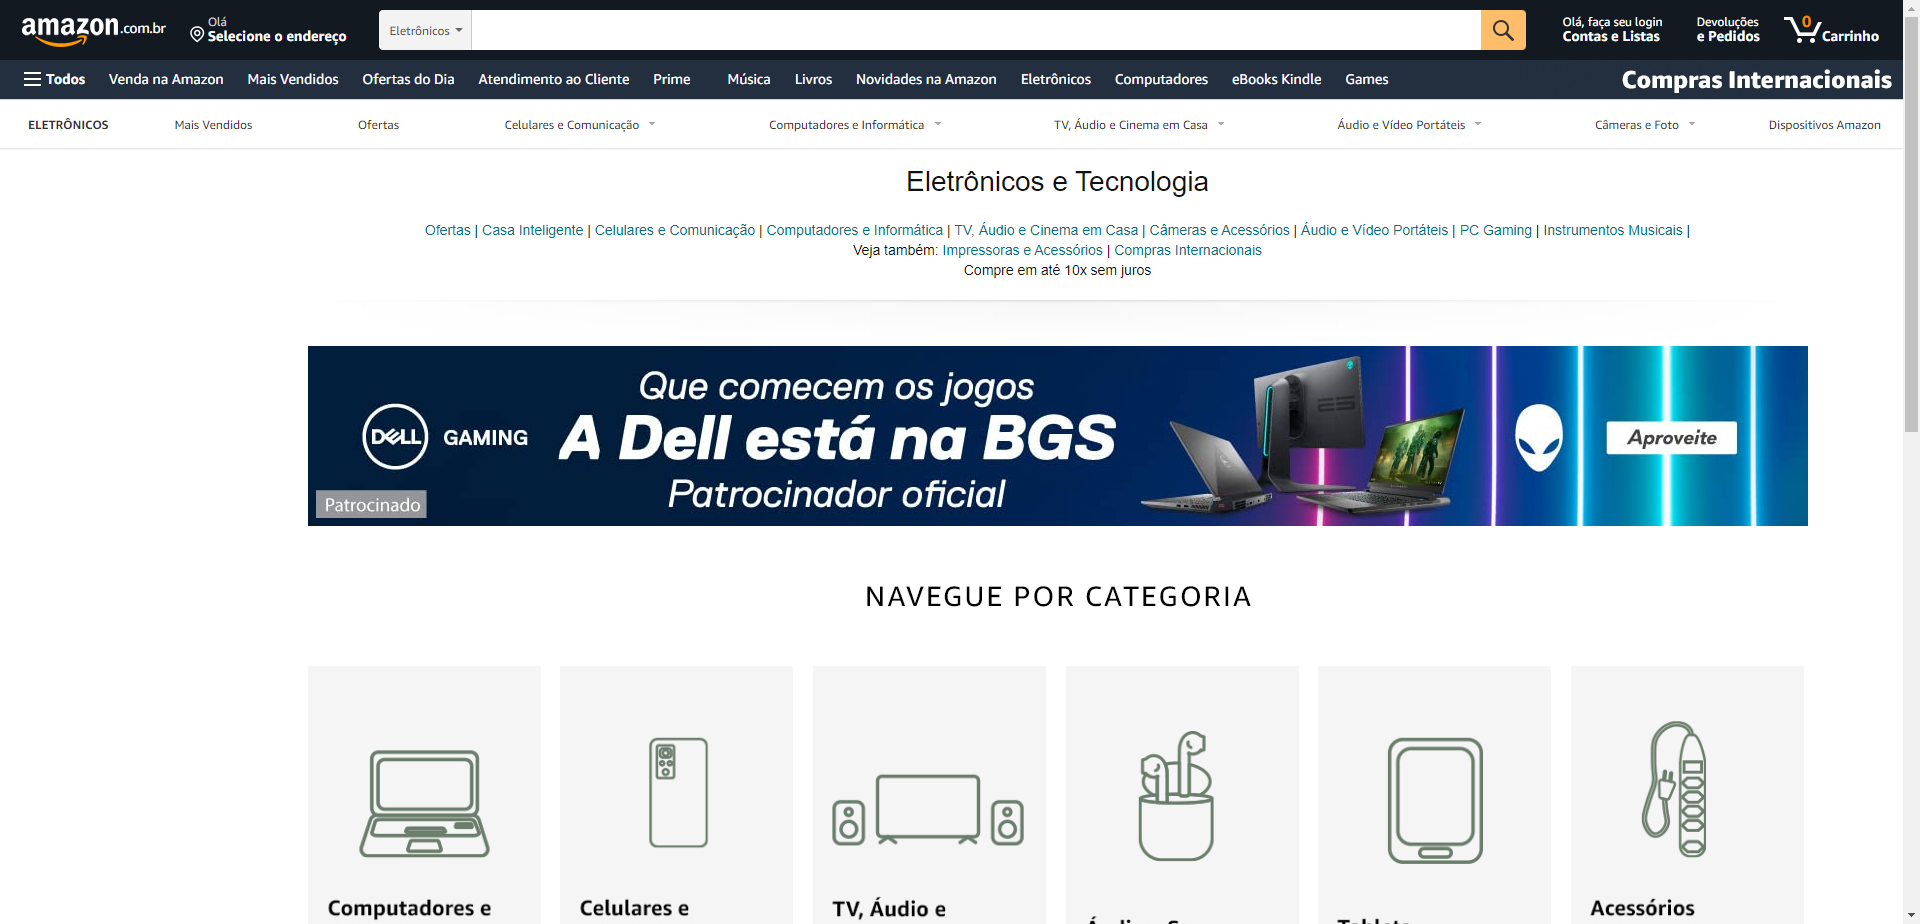 amazon.com.br
Olá
Selecione o endereço
Eletrônicos
Olá, faça seu login
Contas e Listas
Devoluções
e Pedidos
0
Carrinho
Todos
Venda na Amazon
Mais Vendidos
Ofertas do Dia
Atendimento ao Cliente
Prime
Música
Livros
Novidades na Amazon
Eletrônicos
Computadores
eBooks Kindle
Games
Compras Internacionais
ELETRÔNICOS
Mais Vendidos
Ofertas
Celulares e Comunicação
Computadores e Informática
TV, Áudio e Cinema em Casa
Áudio e Vídeo Portáteis
Câmeras e Foto
Dispositivos Amazon
Eletrônicos e Tecnologia
Ofertas | Casa Inteligente | Celulares e Comunicação | Computadores e Informática | TV, Áudio e Cinema em Casa | Câmeras e Acessórios | Áudio e Vídeo Portáteis | PC Gaming | Instrumentos Musicais |
Veja também: Impressoras e Acessórios | Compras Internacionais
Compre em até 10x sem juros
Que comecem os jogos
DELL GAMING
A Dell está na BGS
Patrocinador oficial
Aproveite
Patrocinado
NAVEGUE POR CATEGORIA
Computadores e
Celulares e
TV, Áudio e
Acessórios